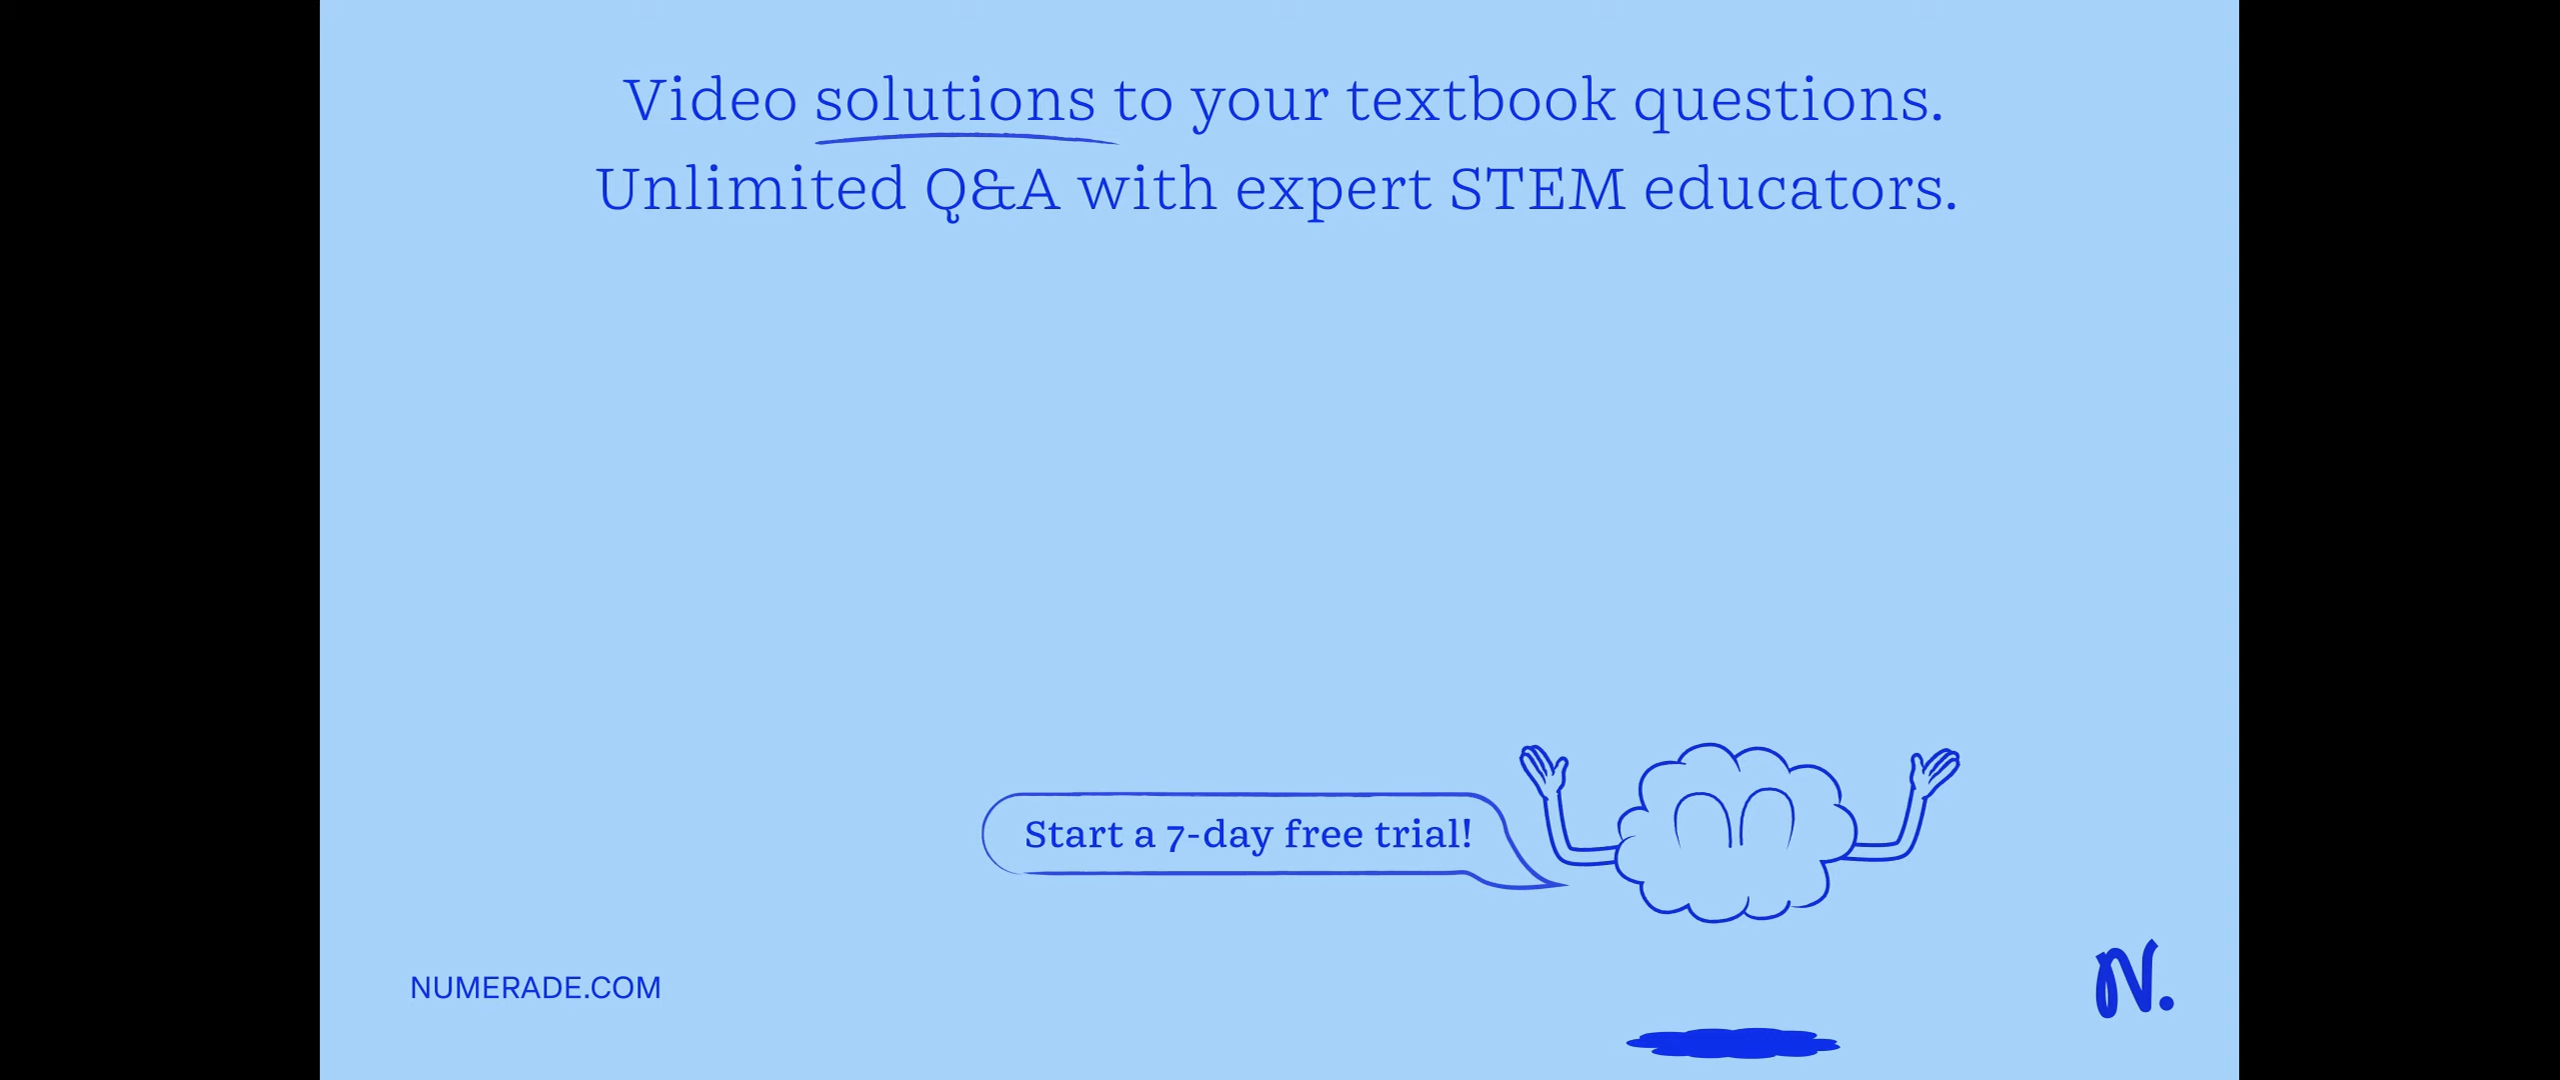 Video solutions to your textbook questions.
Unlimited Q&A with expert STEM educators.
Start a 7-day free trial!
NUMERADE.COM
N.